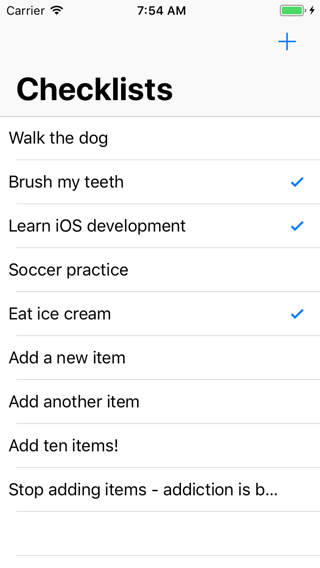 Carrier 7:54 AM
Checklists
Walk the dog
Brush my teeth
Learn iOS development
Soccer practice
Eat ice cream
Add a new item
Add another item
Add ten items!
Stop adding items - addiction is b...